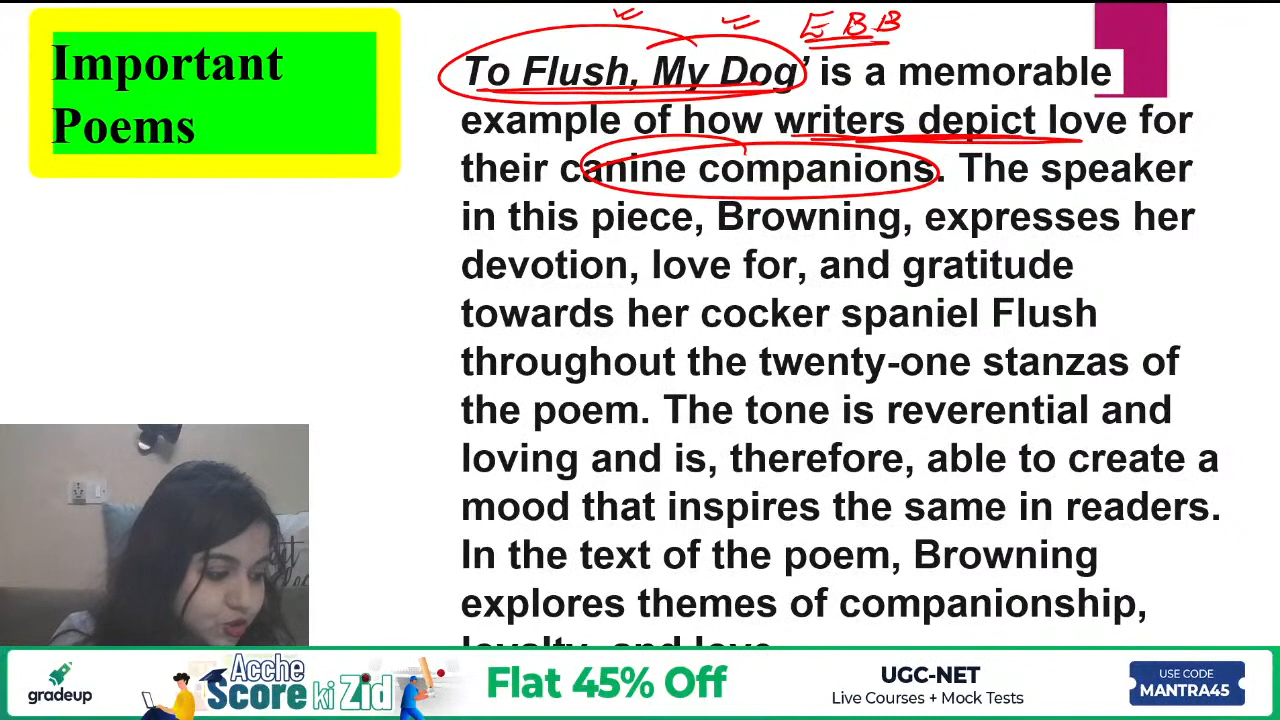 Important
Poems
EBB
To Flush, My Dog’ is a memorable
example of how writers depict love for
their canine companions. The speaker
in this piece, Browning, expresses her
devotion, love for, and gratitude
towards her cocker spaniel Flush
throughout the twenty-one stanzas of
the poem. The tone is reverential and
loving and is, therefore, able to create a
mood that inspires the same in readers.
In the text of the poem, Browning
explores themes of companionship,
loyalty, and love
gradeup
Acche
Score ki Zid
Flat 45% Off
UGC-NET
Live Courses + Mock Tests
USE CODE
MANTRA45